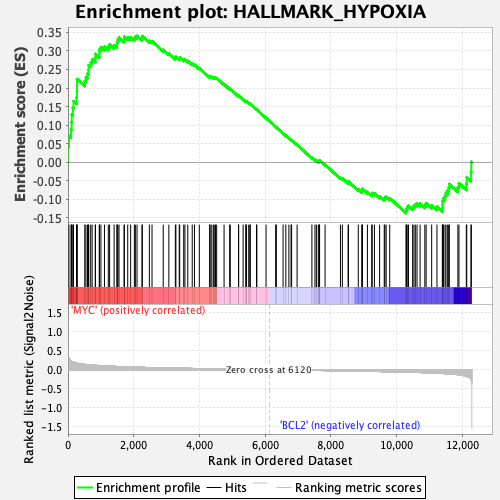 Enrichment plot: HALLMARK_HYPOXIA
Enrichment score (ES)
0.35
0.30
0.25
0.20
0.15
0.10
0.05
0.00
-0.05
-0.10
-0.15
'MYC' (positively correlated)
Ranked list metric (Signal2Noise)
1.5
1.0
0.5
0.0
-0.5
-1.0
-1.5
Zero cross at 6120
'BCL2' (negatively correlated)
0 2,000 4,000 6,000 8,000 10,000 12,000
Rank in Ordered Dataset
Enrichment profile Hits Ranking metric scores